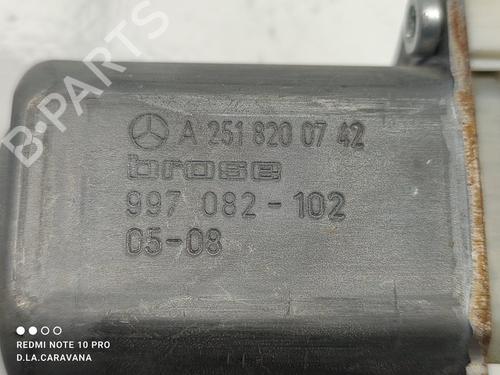 A 251 820 07 42
brose
997 082-102
05-08
B-PARTS
REDMI NOTE 10 PRO
D.LA.CARAVANA